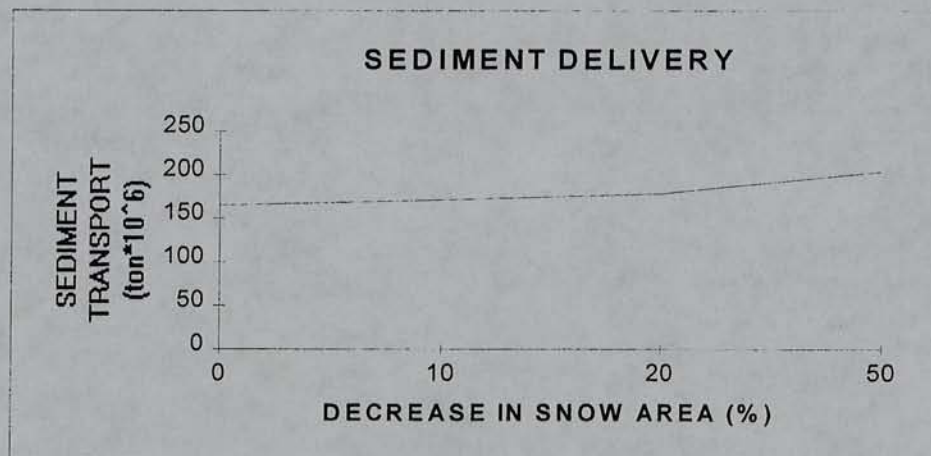 SEDIMENT DELIVERY
SEDIMENT
TRANSPORT
(ton*10^6)
250
200
150
100
50
0
0 10 20 50
DECREASE IN SNOW AREA (%)